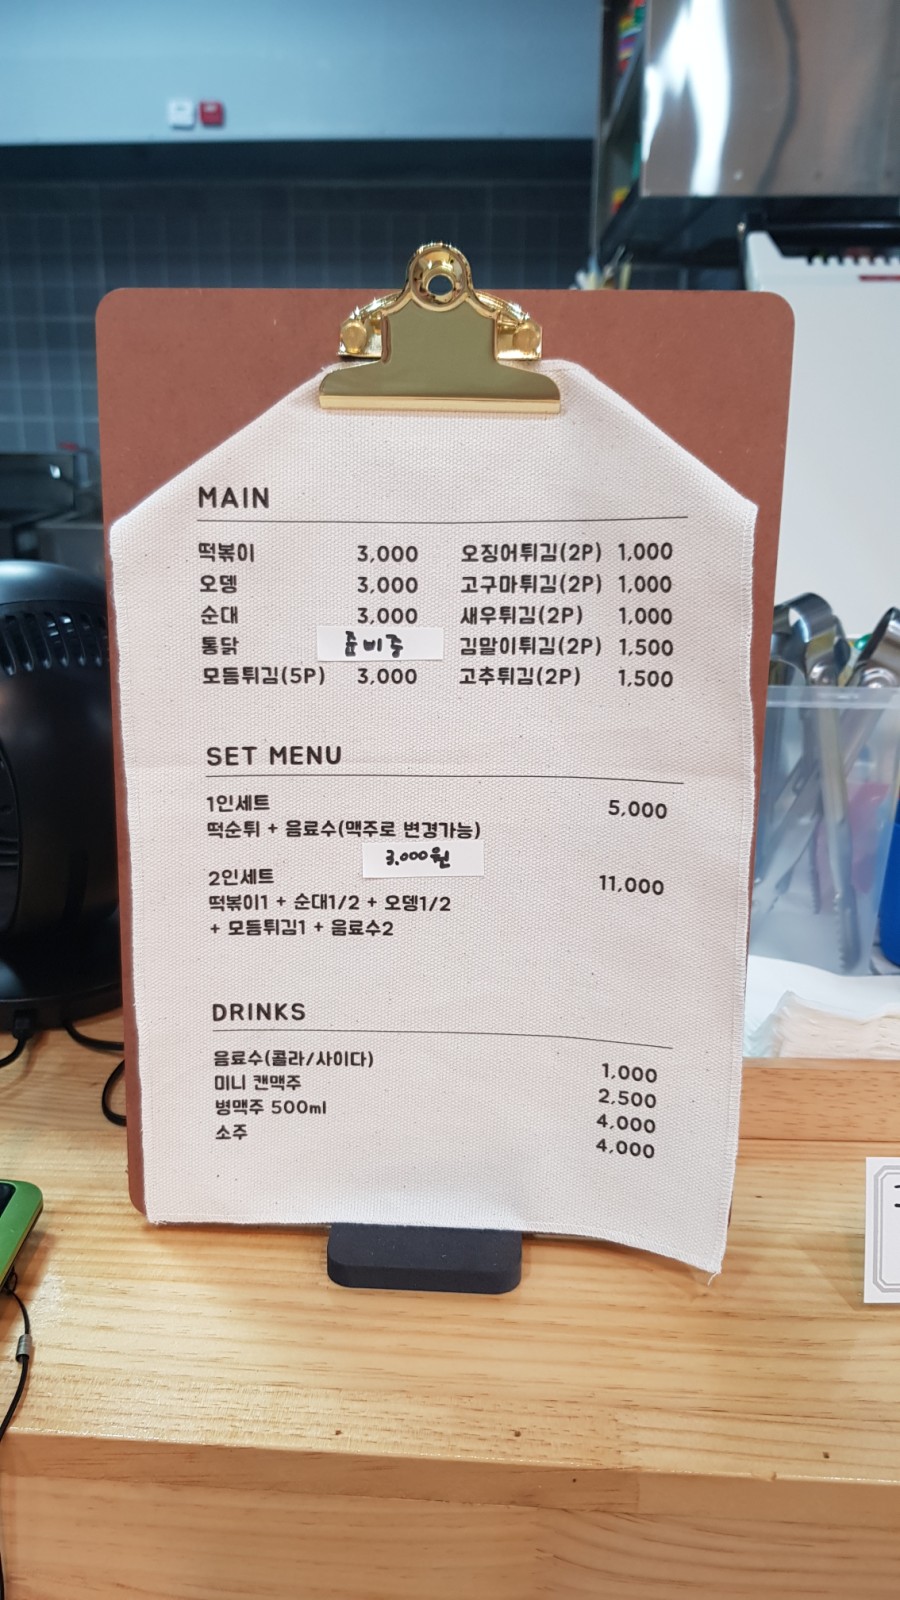 MAIN
떡볶이 3,000 오징어튀김(2P) 1,000
오뎅 3,000 고구마튀김(2P) 1,000
순대 3,000 새우튀김(2P) 1,000
통닭 준비중 김말이튀김(2P) 1,500
모듬튀김(5P) 3,000 고추튀김(2P) 1,500
SET MENU
1인세트 5,000
떡순튀 + 음료수(맥주로 변경가능)
3,000원
2인세트 11,000
떡볶이1 + 순대1/2 + 오뎅1/2
+ 모듬튀김1 + 음료수2
DRINKS
음료수(콜라/사이다) 1,000
미니 캔맥주 2,500
병맥주 500ml 4,000
소주 4,000